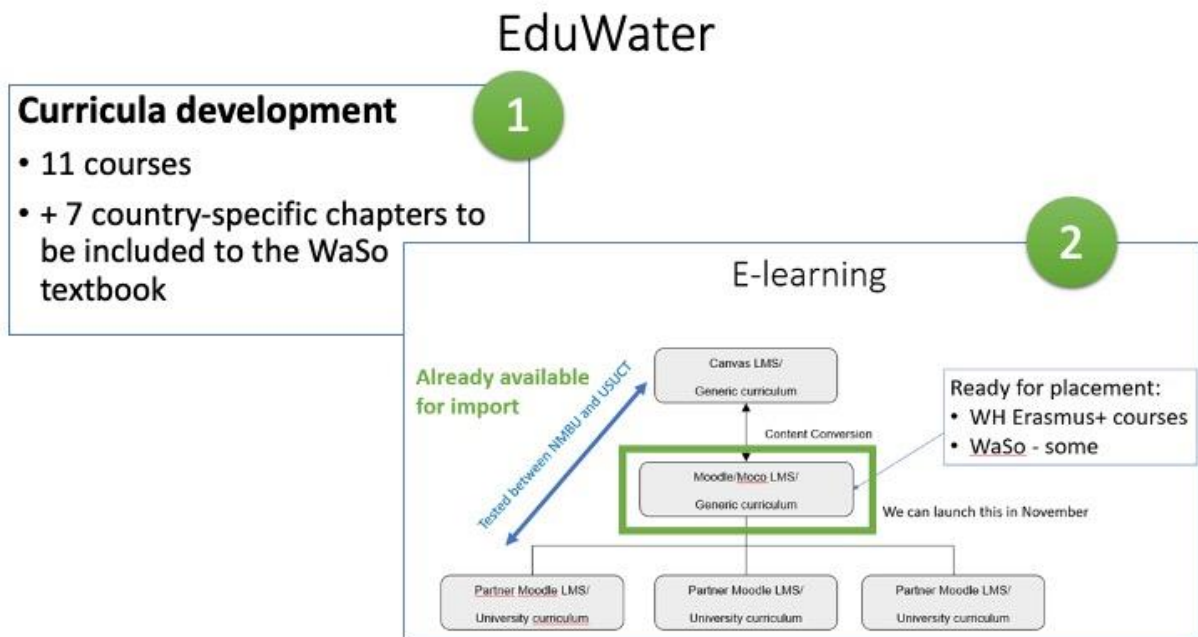 EduWater
Curricula development
1
• 11 courses
• + 7 country-specific chapters to
be included to the WaSo
textbook
2
E-learning
Already available
for import
Tested between NMBU and USUCT
Canvas LMS/
Generic curriculum
Content Conversion
Ready for placement:
• WH Erasmus+ courses
• WaSo - some
Moodle/Moco LMS/
Generic curriculum
We can launch this in November
Partner Moodle LMS/
University curriculum
Partner Moodle LMS/
University curriculum
Partner Moodle LMS/
University curriculum